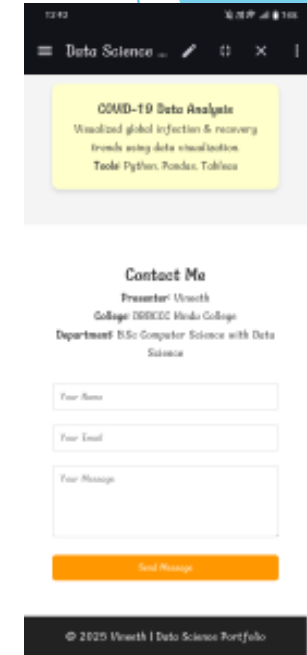 12:42
Data Science ...
COVID-19 Data Analysis
Visualized global infection & recovery
trends using data visualization
Tools: Python, Pandas, Tableau
Contact Me
Presenter: Vineeth
College: Hindu College
Department: B.Sc Computer Science with Data
Science
Your Name
Your Email
Your Message
Send Message
© 2025 Vineeth | Data Science Portfolio